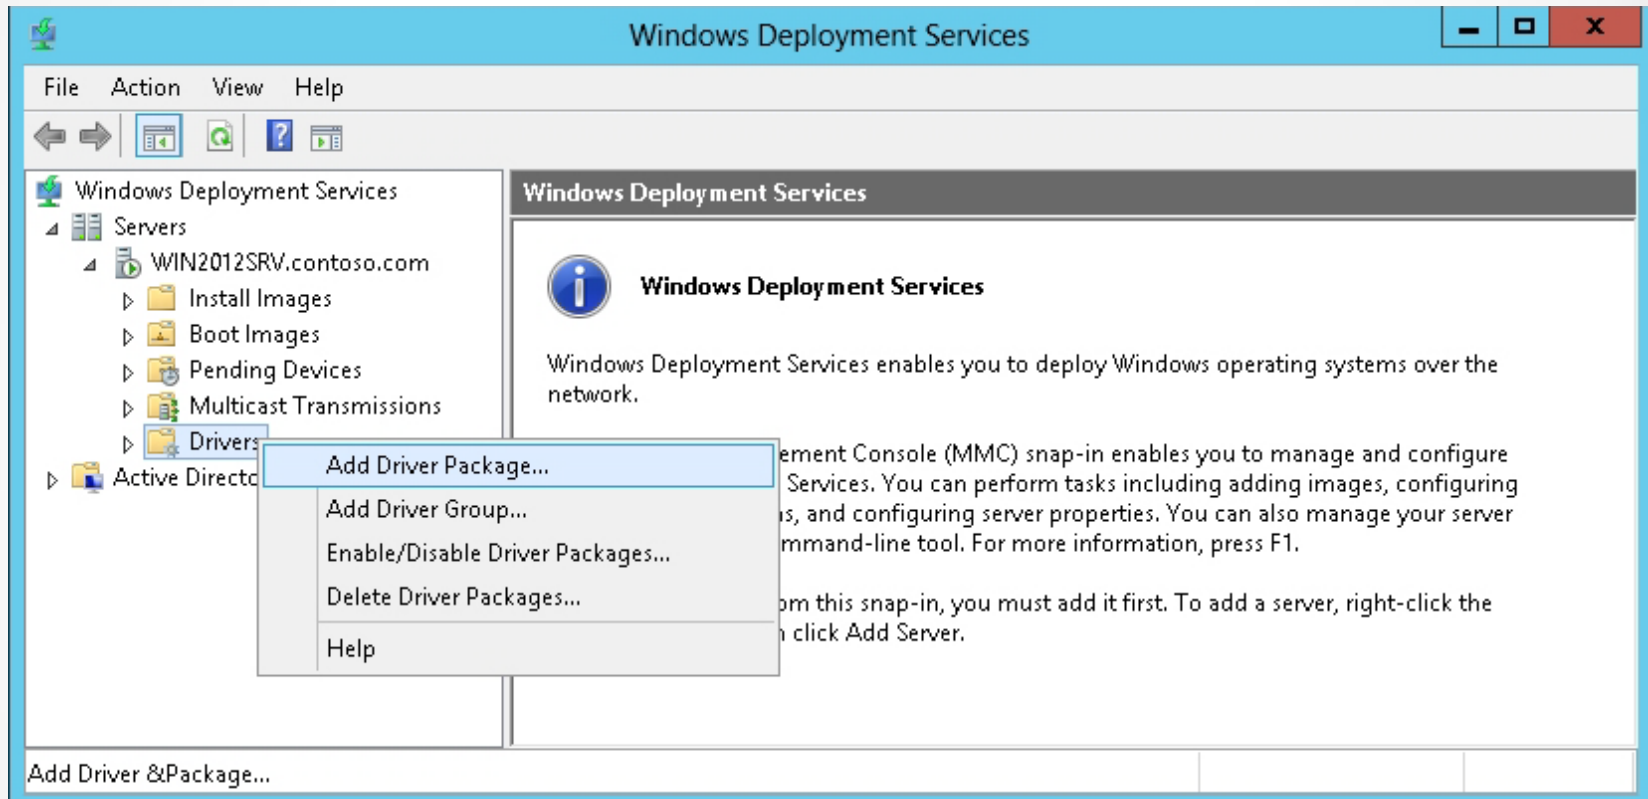 Windows Deployment Services
File Action View Help
Windows Deployment Services
Servers
WIN2012SRV.contoso.com
Install Images
Boot Images
Pending Devices
Multicast Transmissions
Drivers
Active Directo
Add Driver Package...
Add Driver Group...
Enable/Disable Driver Packages...
Delete Driver Packages...
Help
Windows Deployment Services
Windows Deployment Services
Windows Deployment Services enables you to deploy Windows operating systems over the
network.
ement Console (MMC) snap-in enables you to manage and configure
Services. You can perform tasks including adding images, configuring
s, and configuring server properties. You can also manage your server
mmand-line tool. For more information, press F1.
om this snap-in, you must add it first. To add a server, right-click the
click Add Server.
Add Driver &Package...